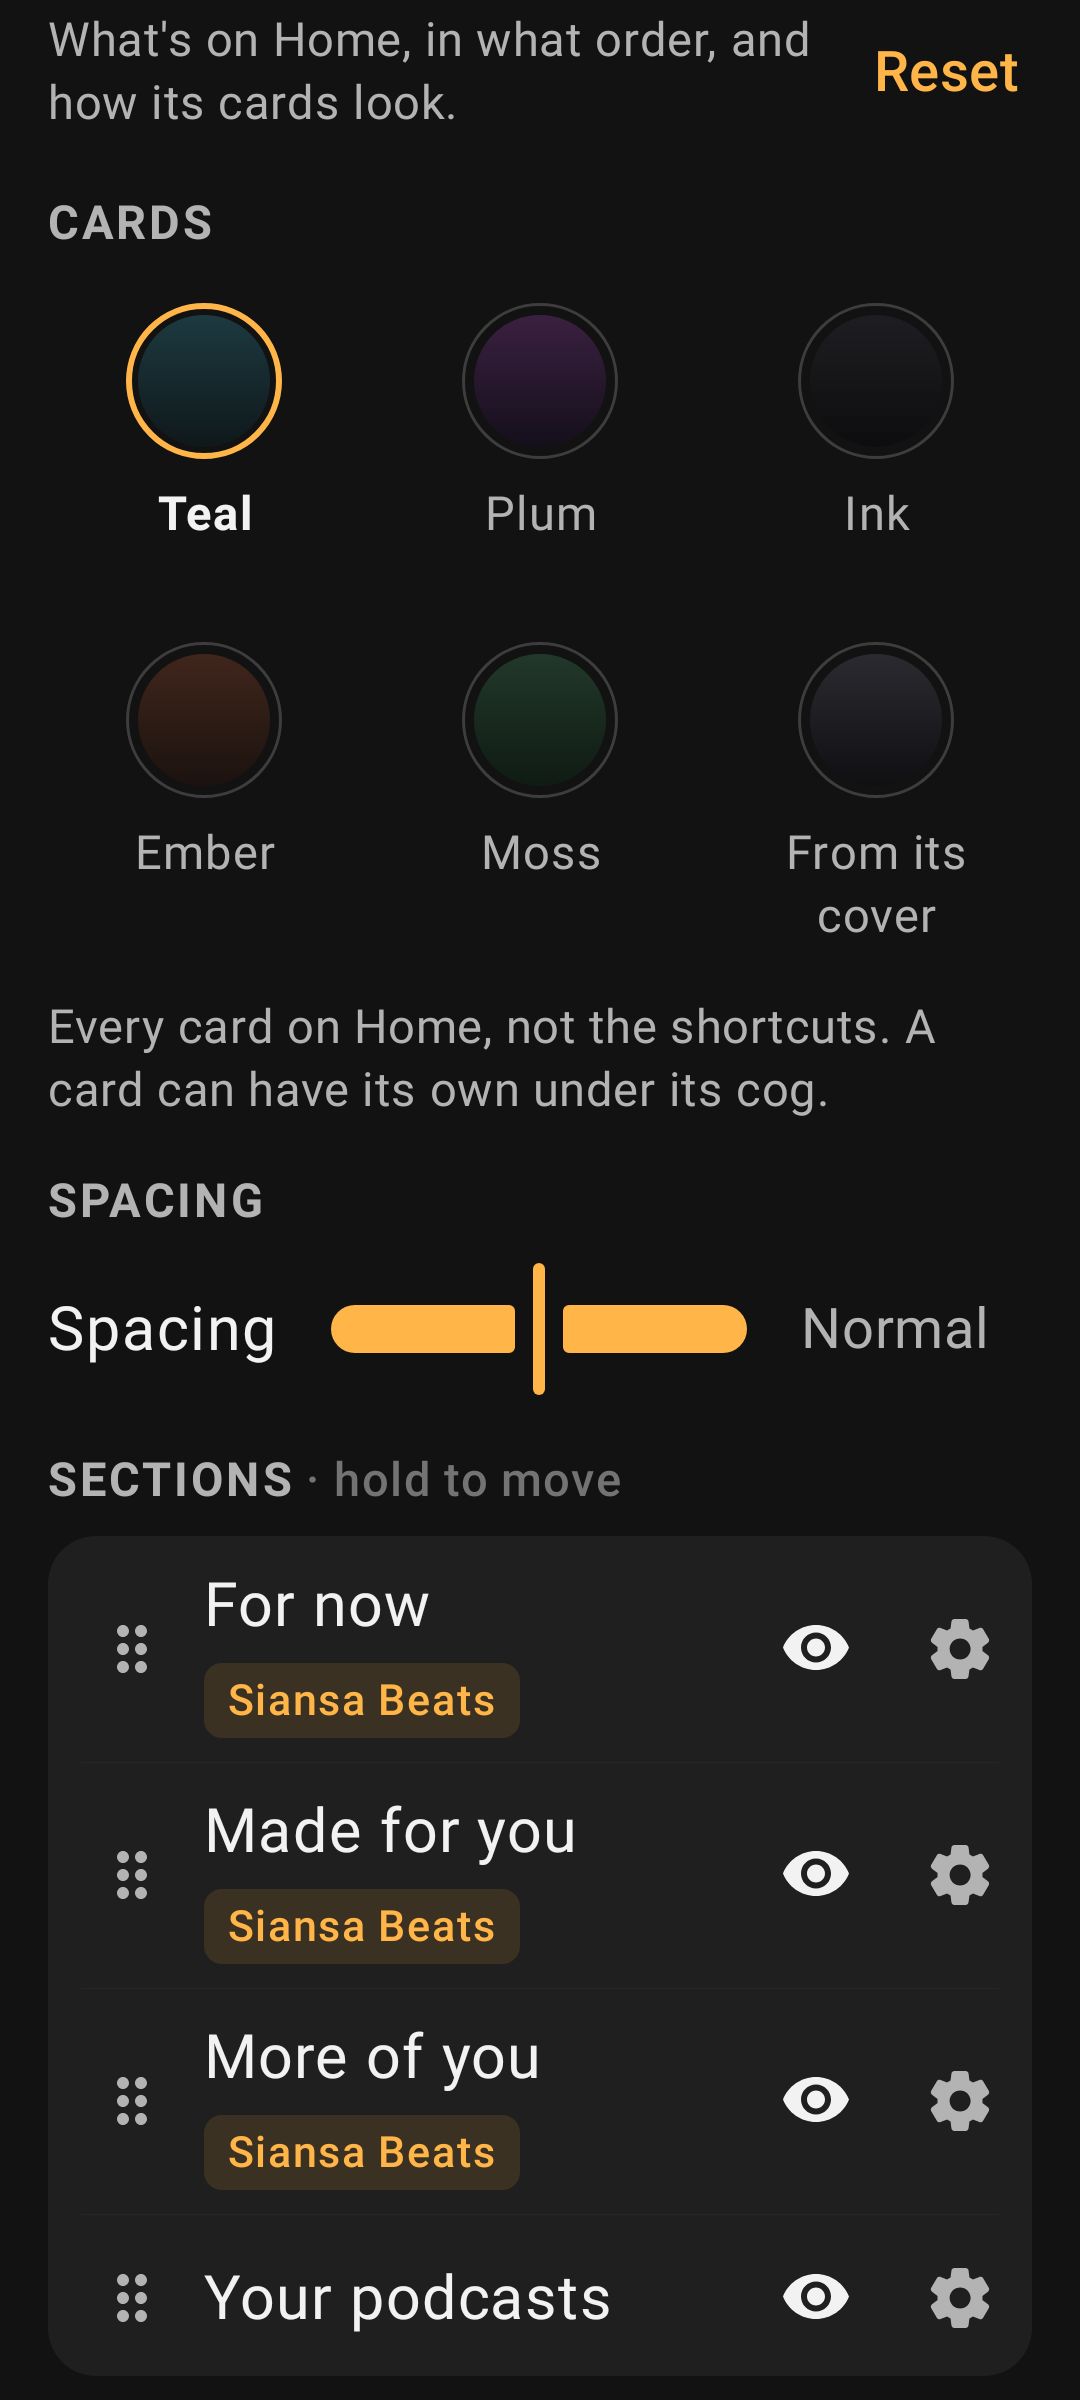 What's on Home, in what order, and
how its cards look.
Reset
CARDS
Teal
Plum
Ink
Ember
Moss
From its
cover
Every card on Home, not the shortcuts. A
card can have its own under its cog.
SPACING
Spacing
Normal
SECTIONS · hold to move
For now
Siansa Beats
Made for you
Siansa Beats
More of you
Siansa Beats
Your podcasts